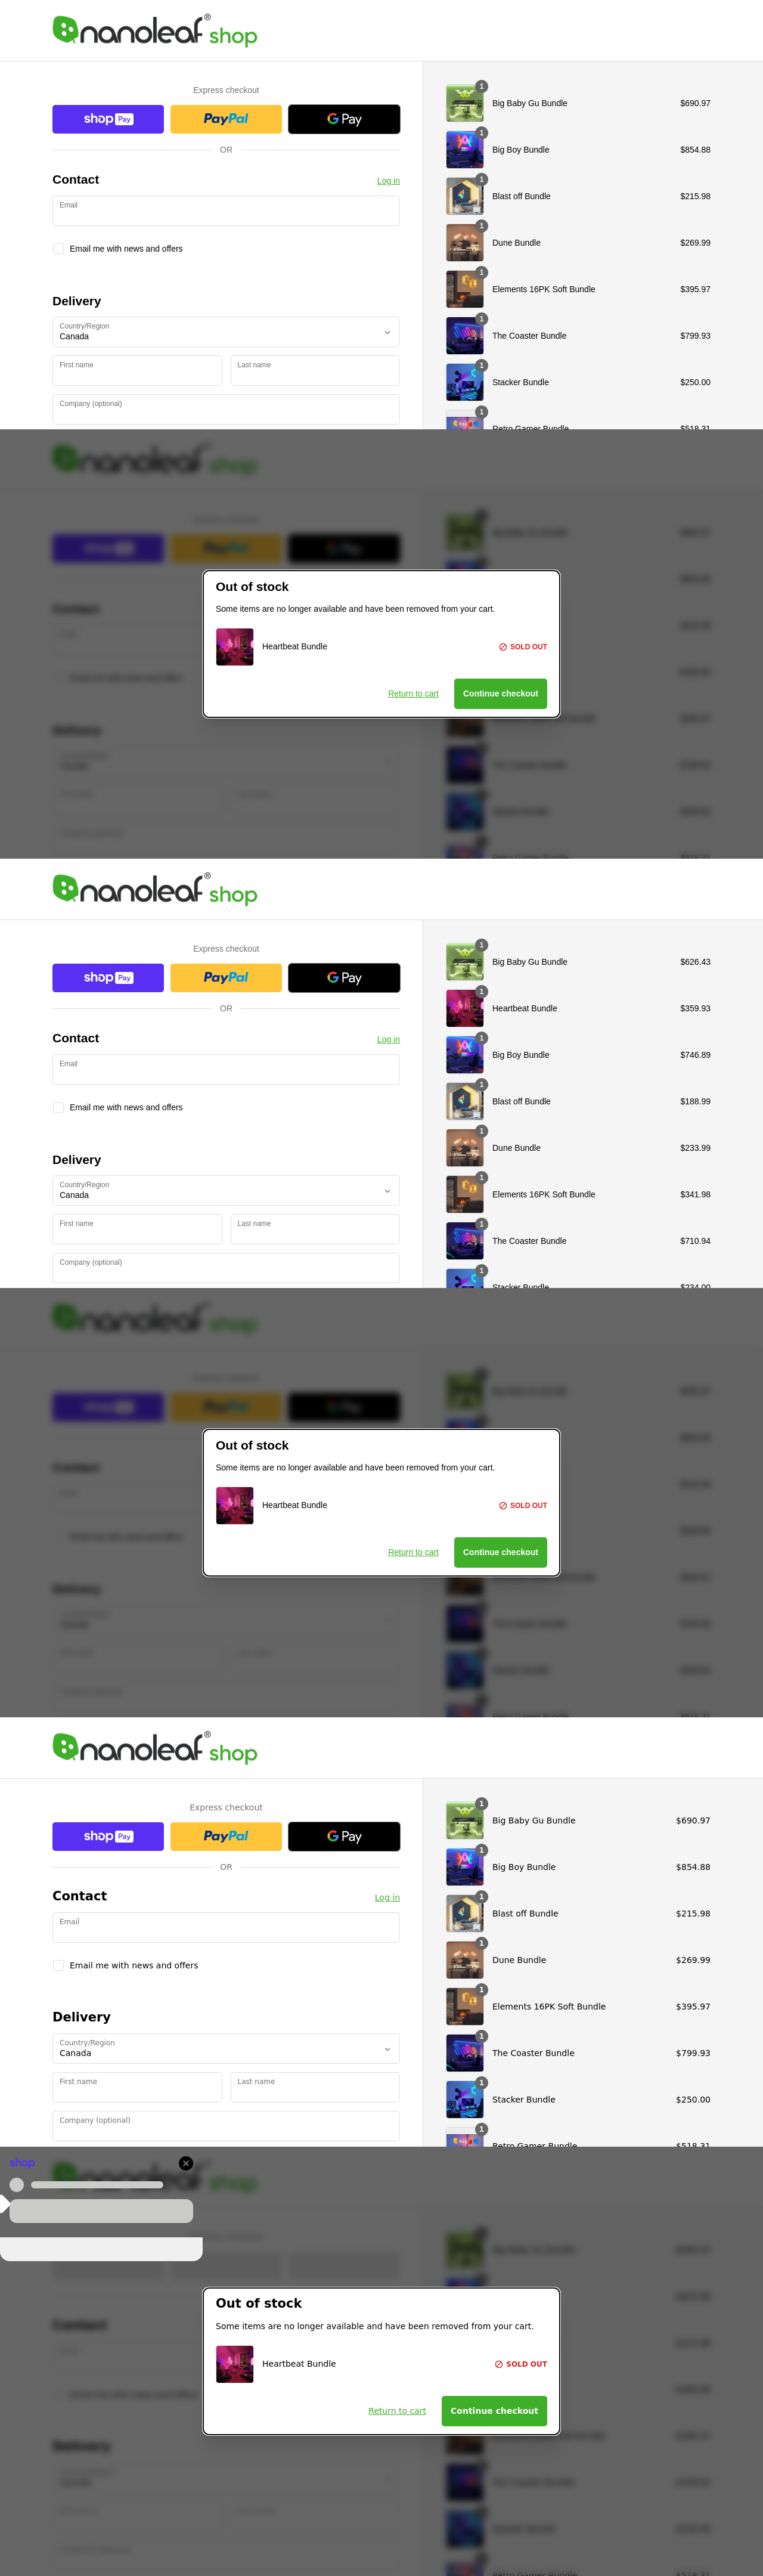 nanoleaf® shop
Express checkout
shop Pay
PayPal
G Pay
OR
Contact
Log in
Email
Email me with news and offers
Delivery
Country/Region
Canada
First name
Last name
Company (optional)
1
Big Baby Gu Bundle
$690.97
1
Big Boy Bundle
$854.88
1
Blast off Bundle
$215.98
1
Dune Bundle
$269.99
1
Elements 16PK Soft Bundle
$395.97
1
The Coaster Bundle
$799.93
1
Stacker Bundle
$250.00
1
Retro Gamer Bundle
$518.31
nanoleaf shop
Out of stock
Some items are no longer available and have been removed from your cart.
Heartbeat Bundle
SOLD OUT
Return to cart
Continue checkout
nanoleaf® shop
Express checkout
shop Pay
PayPal
G Pay
OR
Contact
Log in
Email
Email me with news and offers
Delivery
Country/Region
Canada
First name
Last name
Company (optional)
1
Big Baby Gu Bundle
$626.43
1
Heartbeat Bundle
$359.93
1
Big Boy Bundle
$746.89
1
Blast off Bundle
$188.99
1
Dune Bundle
$233.99
1
Elements 16PK Soft Bundle
$341.98
1
The Coaster Bundle
$710.94
1
Stacker Bundle
$234.00
nanoleaf shop
Out of stock
Some items are no longer available and have been removed from your cart.
Heartbeat Bundle
SOLD OUT
Return to cart
Continue checkout
nanoleaf® shop
Express checkout
shop Pay
PayPal
G Pay
OR
Contact
Log in
Email
Email me with news and offers
Delivery
Country/Region
Canada
First name
Last name
Company (optional)
1
Big Baby Gu Bundle
$690.97
1
Big Boy Bundle
$854.88
1
Blast off Bundle
$215.98
1
Dune Bundle
$269.99
1
Elements 16PK Soft Bundle
$395.97
1
The Coaster Bundle
$799.93
1
Stacker Bundle
$250.00
1
Retro Gamer Bundle
$518.31
shop
shop
Out of stock
Some items are no longer available and have been removed from your cart.
Heartbeat Bundle
SOLD OUT
Return to cart
Continue checkout